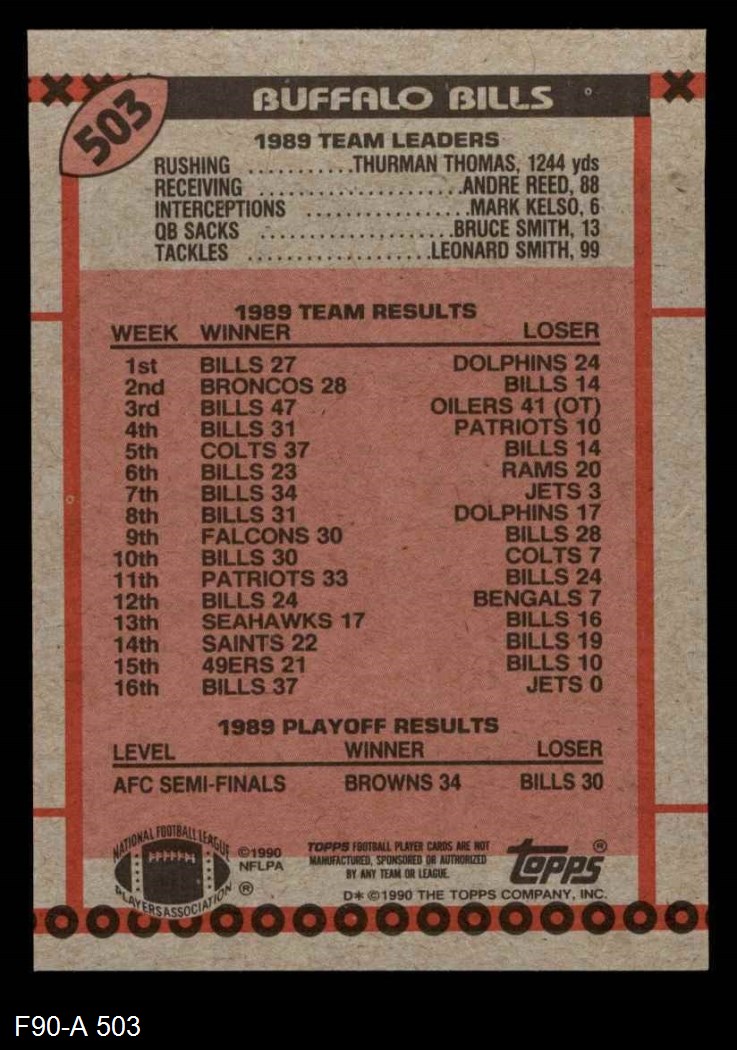 503
BUFFALO BILLS
1989 TEAM LEADERS
RUSHING ............THURMAN THOMAS, 1244 yds
RECEIVING .......................ANDRE REED, 88
INTERCEPTIONS ..................MARK KELSO, 6
QB SACKS ......................BRUCE SMITH, 13
TACKLES ....................LEONARD SMITH, 99
1989 TEAM RESULTS
WEEK WINNER LOSER
1st BILLS 27 DOLPHINS 24
2nd BRONCOS 28 BILLS 14
3rd BILLS 47 OILERS 41 (OT)
4th BILLS 31 PATRIOTS 10
5th COLTS 37 BILLS 14
6th BILLS 23 RAMS 20
7th BILLS 34 JETS 3
8th BILLS 31 DOLPHINS 17
9th FALCONS 30 BILLS 28
10th BILLS 30 COLTS 7
11th PATRIOTS 33 BILLS 24
12th BILLS 24 BENGALS 7
13th SEAHAWKS 17 BILLS 16
14th SAINTS 22 BILLS 19
15th 49ERS 21 BILLS 10
16th BILLS 37 JETS 0
1989 PLAYOFF RESULTS
LEVEL WINNER LOSER
AFC SEMI-FINALS BROWNS 34 BILLS 30
NATIONAL FOOTBALL LEAGUE
PLAYERS ASSOCIATION
®
©1990
NFLPA
TOPPS FOOTBALL PLAYER CARDS ARE NOT
MANUFACTURED, SPONSORED OR AUTHORIZED
BY ANY TEAM OR LEAGUE.
TOPPS®
D* ©1990 THE TOPPS COMPANY, INC.
F90-A 503